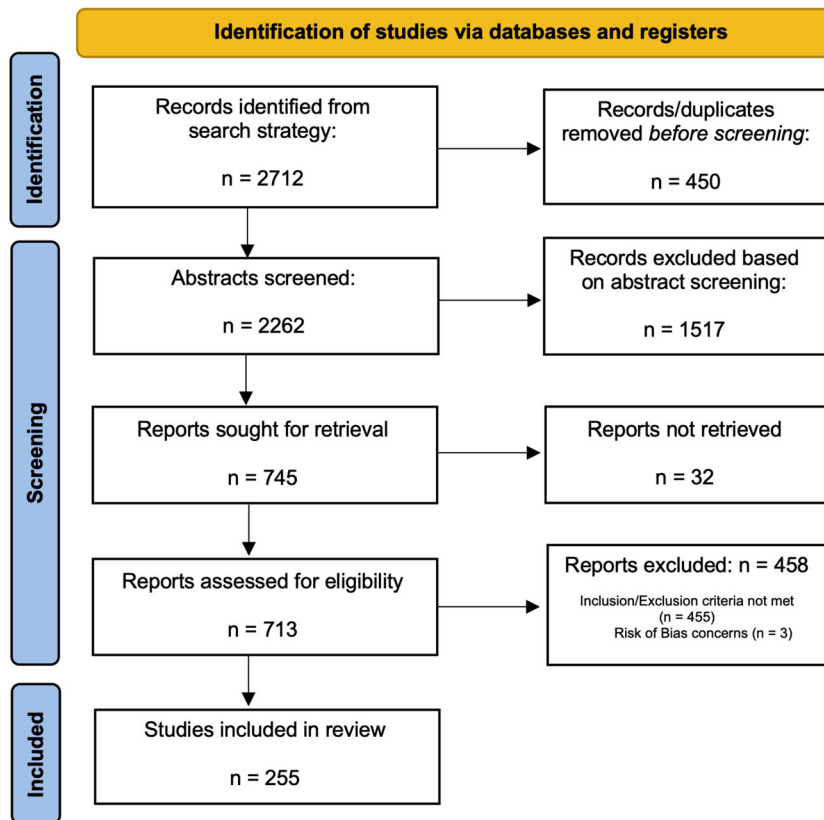 Identification of studies via databases and registers
Identification
Records identified from
search strategy:
n = 2712
Records/duplicates
removed before screening:
n = 450
Screening
Abstracts screened:
n = 2262
Records excluded based
on abstract screening:
n = 1517
Reports sought for retrieval
n = 745
Reports not retrieved
n = 32
Reports assessed for eligibility
n = 713
Reports excluded: n = 458
Inclusion/Exclusion criteria not met
(n = 455)
Risk of Bias concerns (n = 3)
Included
Studies included in review
n = 255